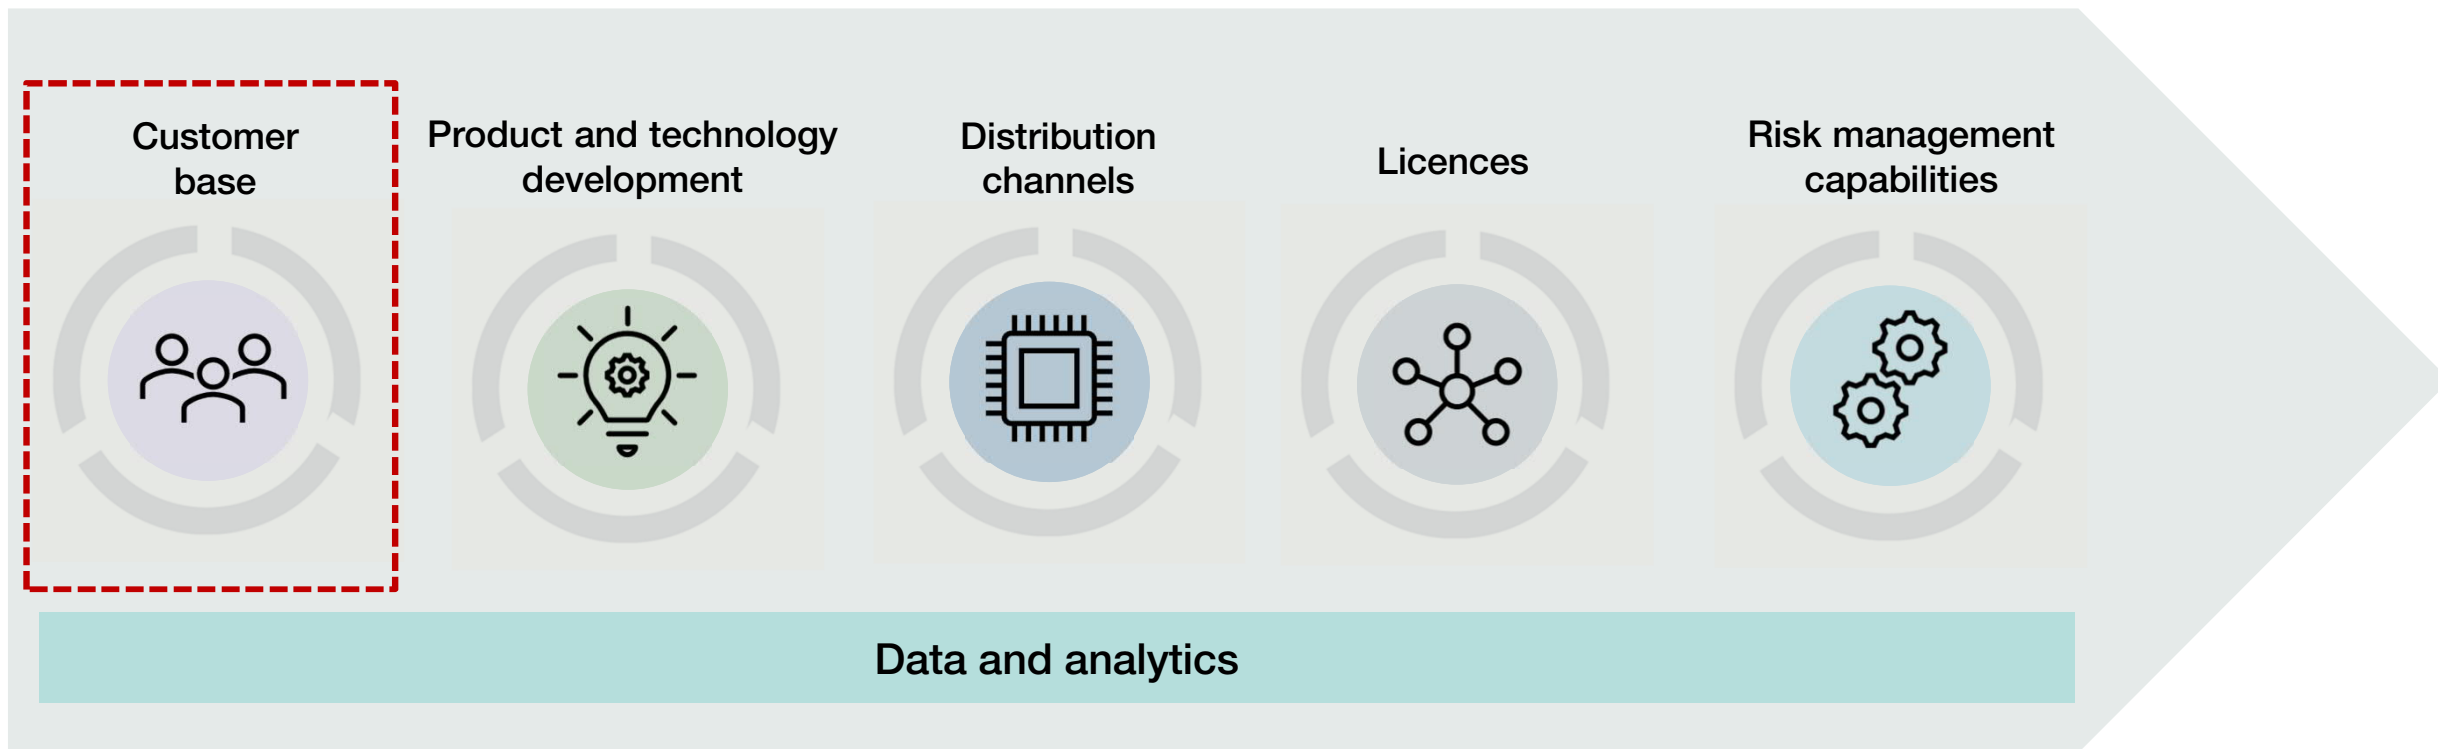 Customer
base
Product and technology
development
Distribution
channels
Licences
Risk management
capabilities
Data and analytics